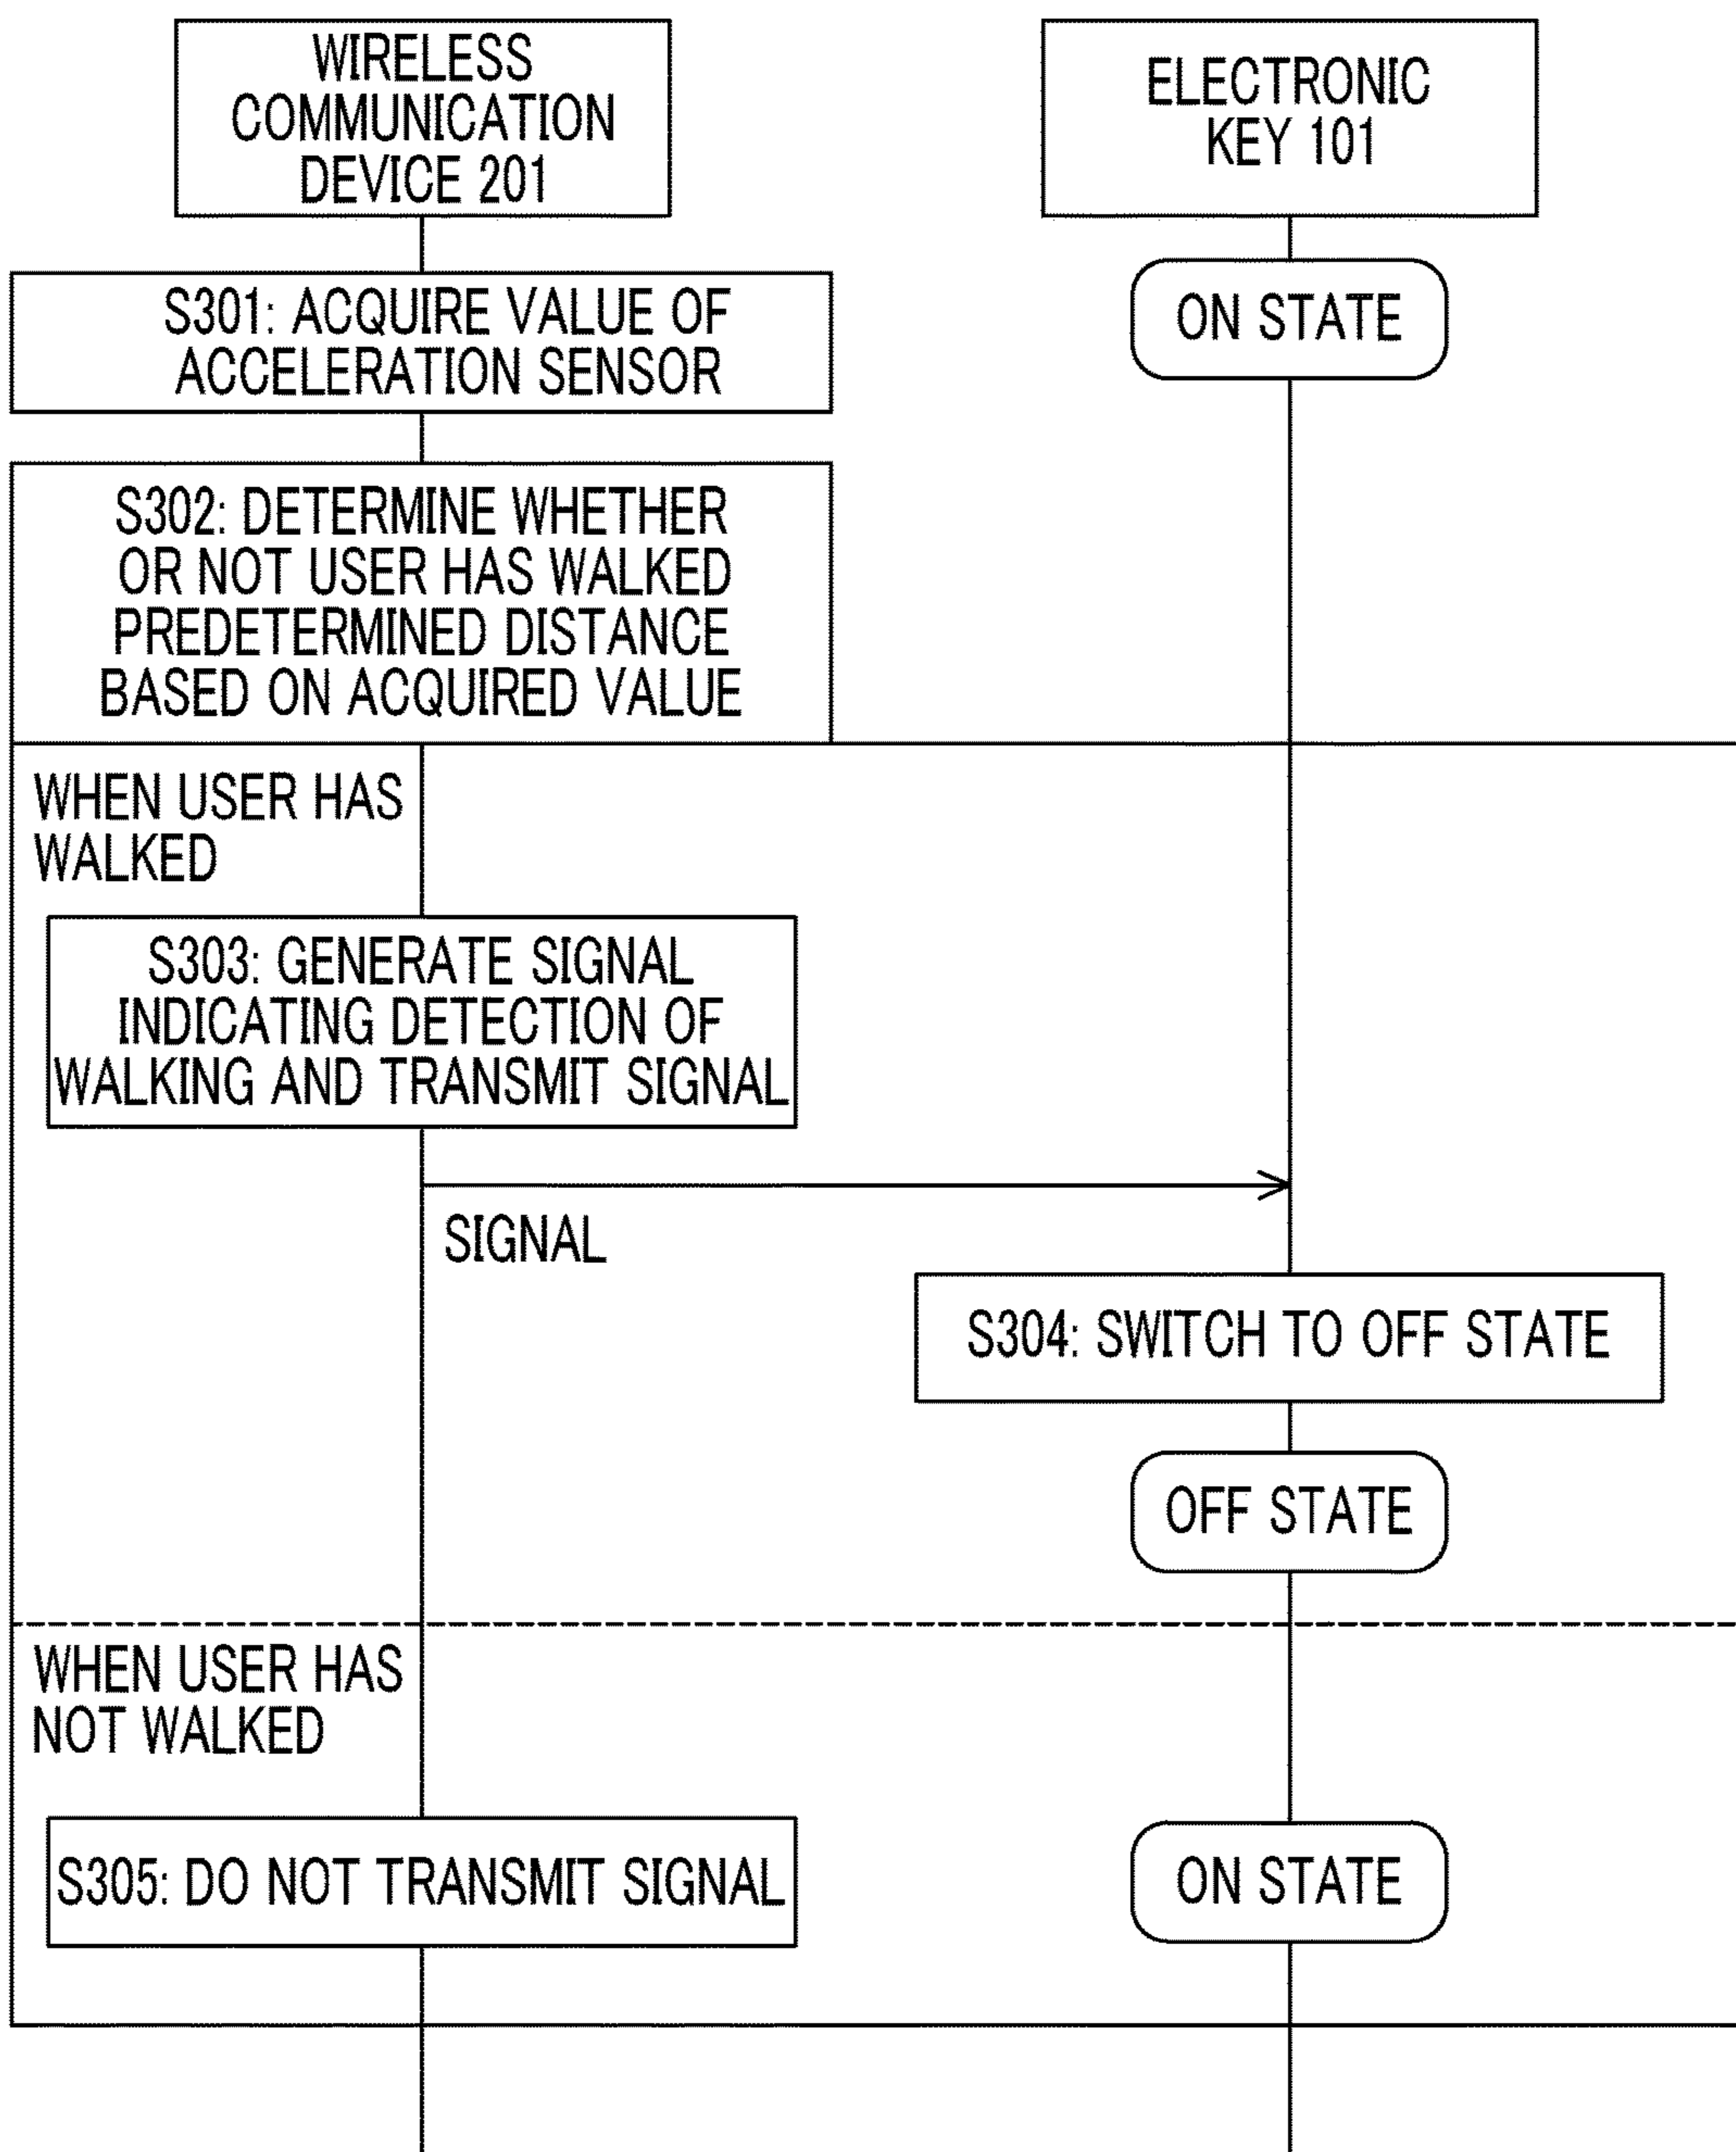 WIRELESS
COMMUNICATION
DEVICE 201
ELECTRONIC
KEY 101
S301: ACQUIRE VALUE OF
ACCELERATION SENSOR
ON STATE
S302: DETERMINE WHETHER
OR NOT USER HAS WALKED
PREDETERMINED DISTANCE
BASED ON ACQUIRED VALUE
WHEN USER HAS
WALKED
S303: GENERATE SIGNAL
INDICATING DETECTION OF
WALKING AND TRANSMIT SIGNAL
SIGNAL
S304: SWITCH TO OFF STATE
OFF STATE
WHEN USER HAS
NOT WALKED
S305: DO NOT TRANSMIT SIGNAL
ON STATE